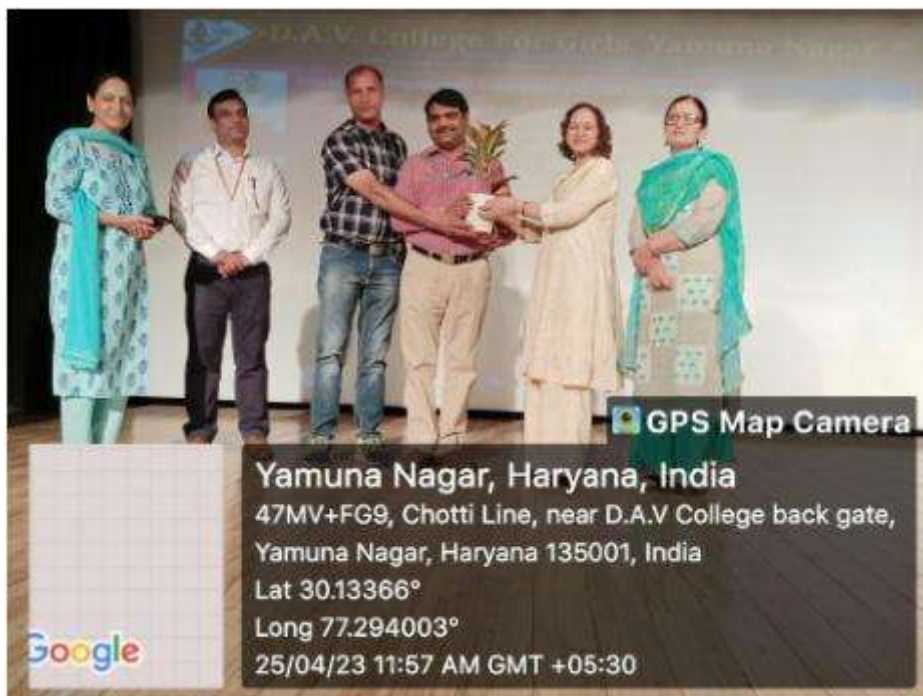 D.A.V. College For Girls, Yamuna Nagar
GPS Map Camera
Yamuna Nagar, Haryana, India
47MV+FG9, Chotti Line, near D.A.V College back gate,
Yamuna Nagar, Haryana 135001, India
Lat 30.13366°
Long 77.294003°
25/04/23 11:57 AM GMT +05:30
Google